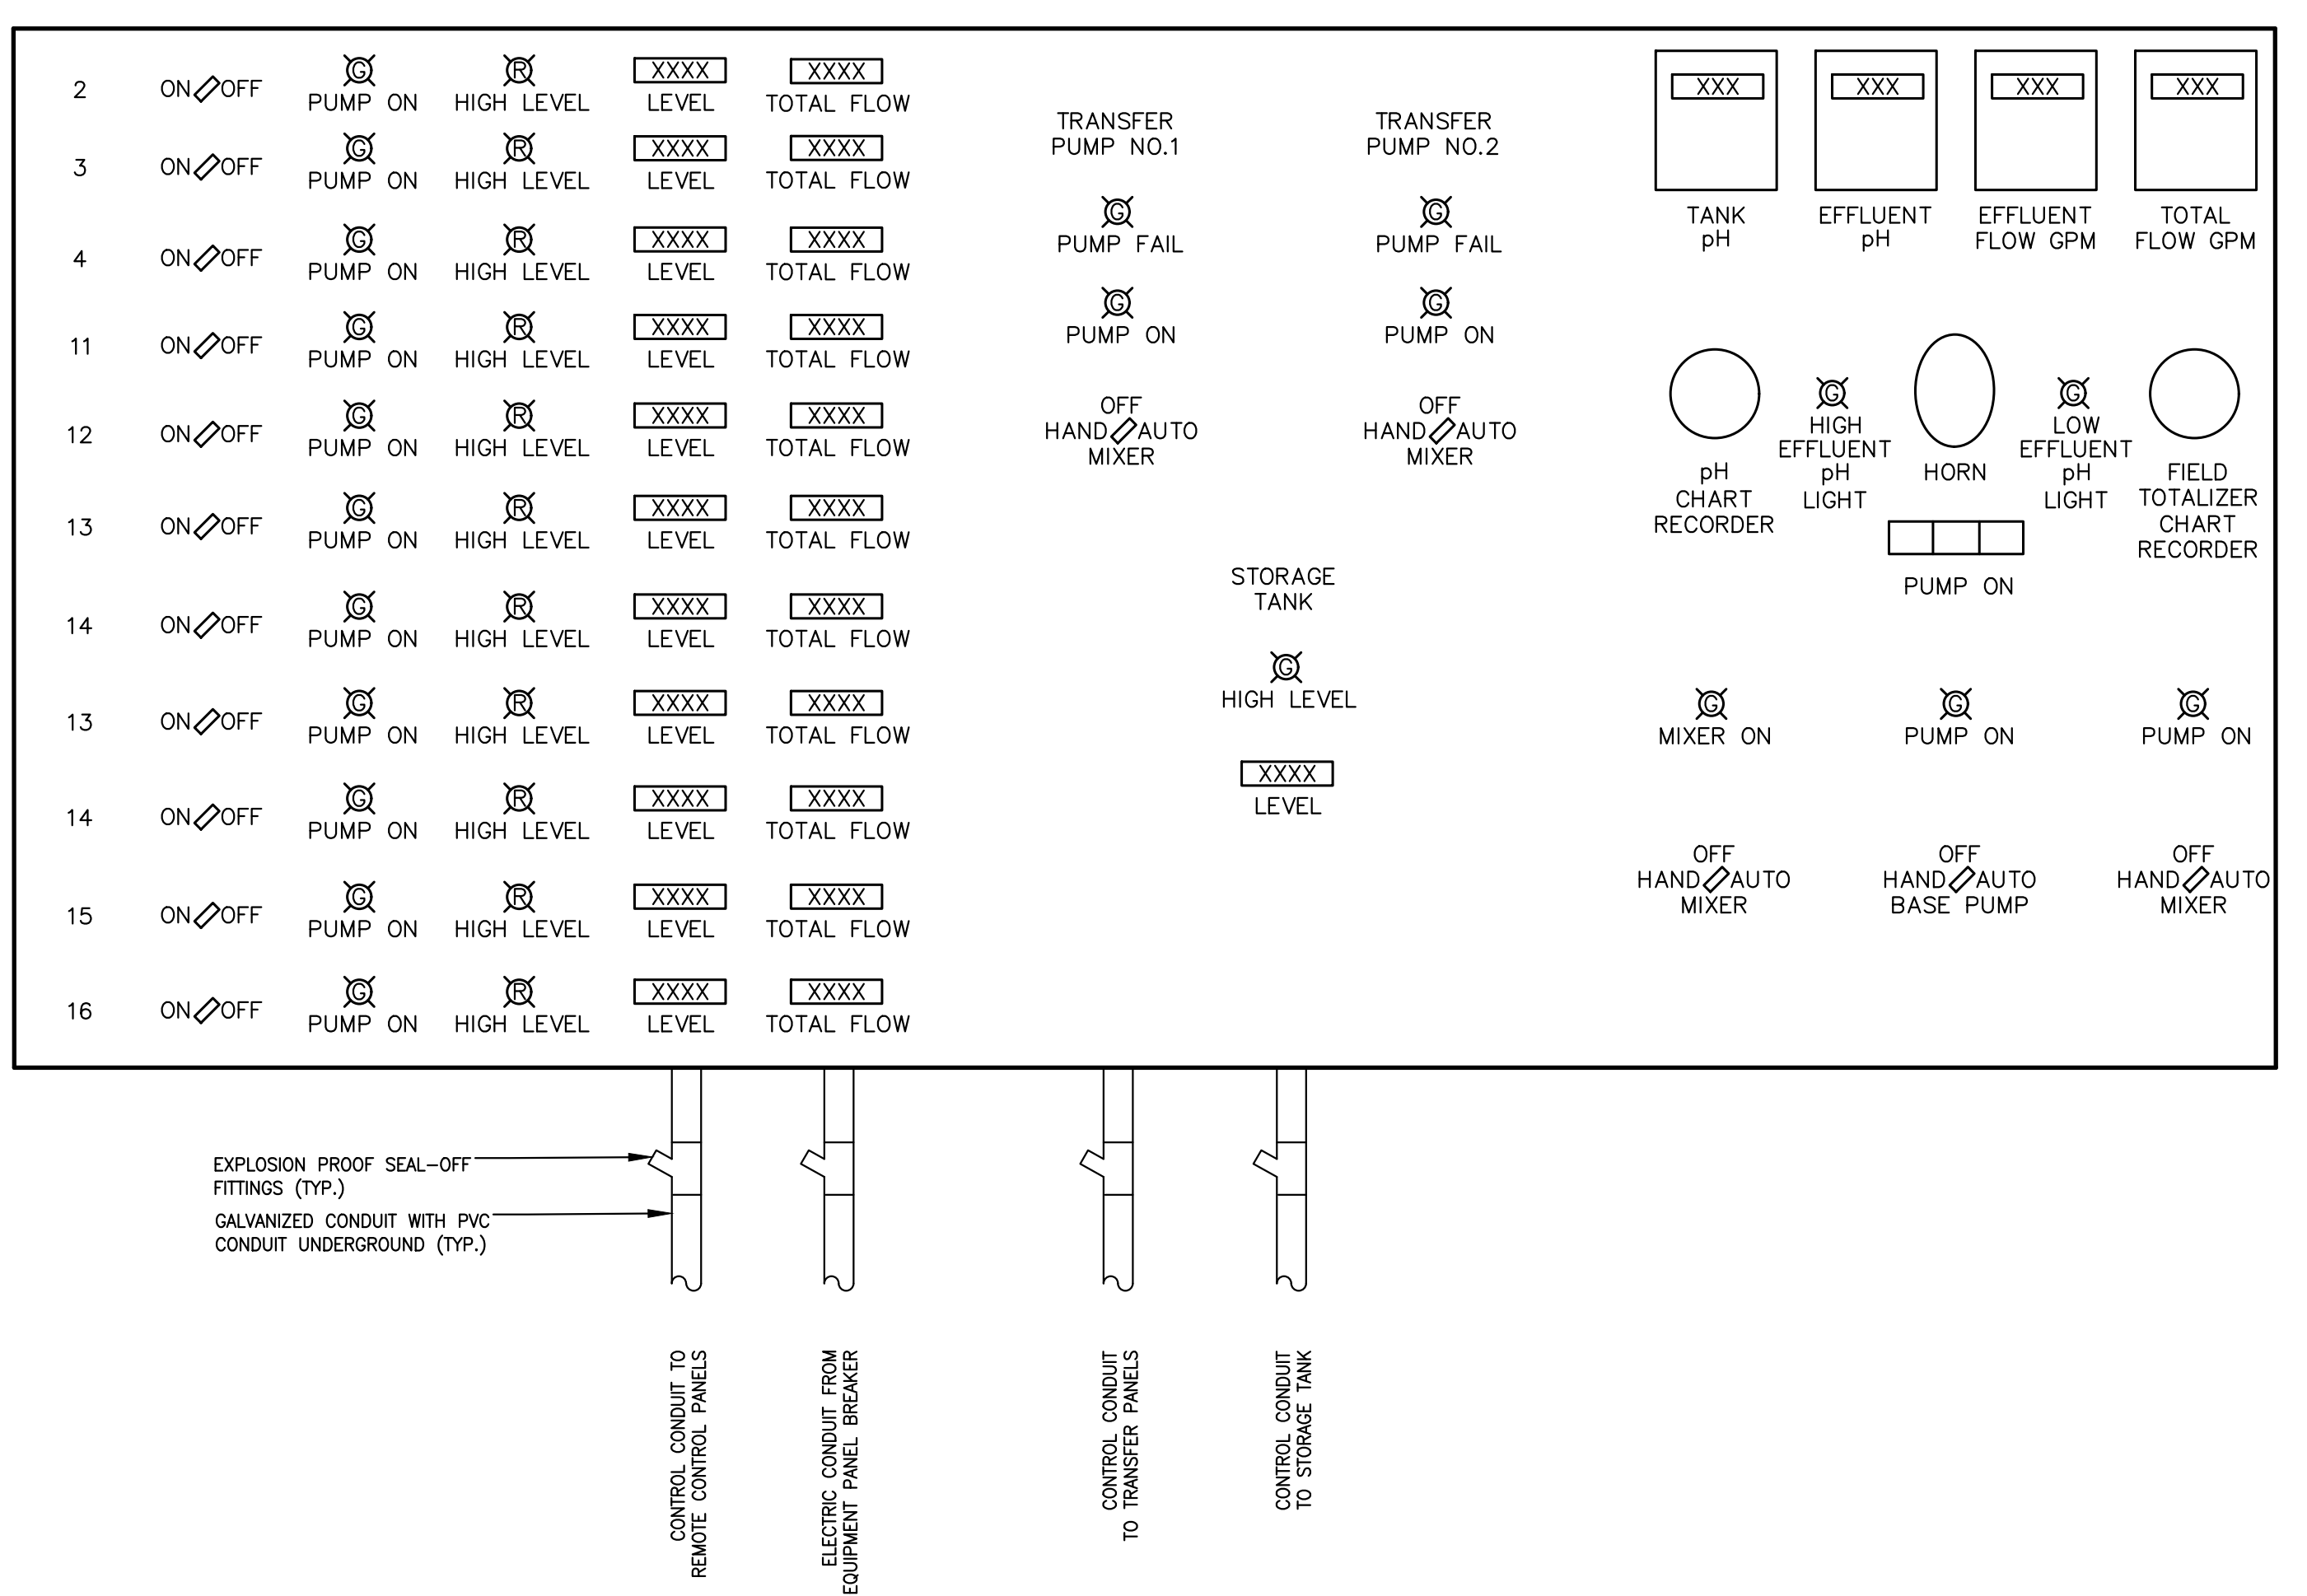 2 ON OFF G PUMP ON R HIGH LEVEL XXXX LEVEL XXXX TOTAL FLOW
3 ON OFF G PUMP ON R HIGH LEVEL XXXX LEVEL XXXX TOTAL FLOW
4 ON OFF G PUMP ON R HIGH LEVEL XXXX LEVEL XXXX TOTAL FLOW
11 ON OFF G PUMP ON R HIGH LEVEL XXXX LEVEL XXXX TOTAL FLOW
12 ON OFF G PUMP ON R HIGH LEVEL XXXX LEVEL XXXX TOTAL FLOW
13 ON OFF G PUMP ON R HIGH LEVEL XXXX LEVEL XXXX TOTAL FLOW
14 ON OFF G PUMP ON R HIGH LEVEL XXXX LEVEL XXXX TOTAL FLOW
13 ON OFF G PUMP ON R HIGH LEVEL XXXX LEVEL XXXX TOTAL FLOW
14 ON OFF G PUMP ON R HIGH LEVEL XXXX LEVEL XXXX TOTAL FLOW
15 ON OFF G PUMP ON R HIGH LEVEL XXXX LEVEL XXXX TOTAL FLOW
16 ON OFF G PUMP ON R HIGH LEVEL XXXX LEVEL XXXX TOTAL FLOW
TRANSFER
PUMP NO.1
G
PUMP FAIL
G
PUMP ON
OFF
HAND AUTO
MIXER
TRANSFER
PUMP NO.2
G
PUMP FAIL
G
PUMP ON
OFF
HAND AUTO
MIXER
STORAGE
TANK
G
HIGH LEVEL
XXXX
LEVEL
XXX
TANK
pH
XXX
EFFLUENT
pH
XXX
EFFLUENT
FLOW GPM
XXX
TOTAL
FLOW GPM
pH
CHART
RECORDER
G
HIGH
EFFLUENT
pH
LIGHT
HORN
PUMP ON
G
LOW
EFFLUENT
pH
LIGHT
FIELD
TOTALIZER
CHART
RECORDER
G
MIXER ON
G
PUMP ON
G
PUMP ON
OFF
HAND AUTO
MIXER
OFF
HAND AUTO
BASE PUMP
OFF
HAND AUTO
MIXER
EXPLOSION PROOF SEAL-OFF
FITTINGS (TYP.)
GALVANIZED CONDUIT WITH PVC
CONDUIT UNDERGROUND (TYP.)
CONTROL CONDUIT TO
REMOTE CONTROL PANELS
ELECTRIC CONDUIT FROM
EQUIPMENT PANEL BREAKER
CONTROL CONDUIT
TO TRANSFER PANELS
CONTROL CONDUIT
TO STORAGE TANK